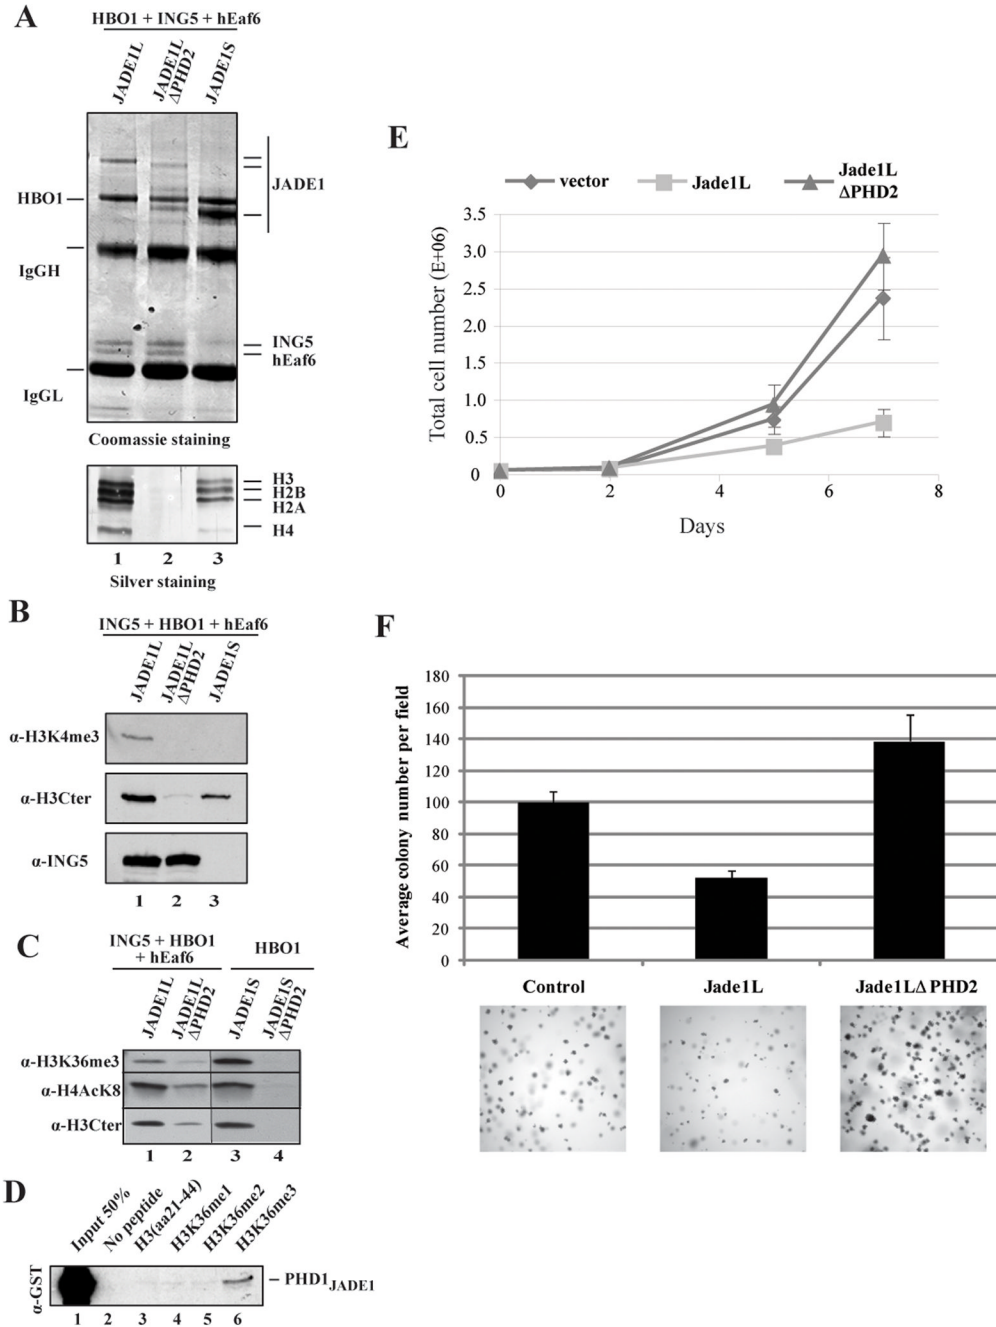 A
HBO1 + ING5 + hEaf6
JADE1L
JADE1L
ΔPHD2
JADE1S
HBO1
JADE1
IgGH
ING5
hEaf6
IgGL
Coomassie staining
H3
H2B
H2A
H4
1 2 3
Silver staining
B
ING5 + HBO1 + hEaf6
JADE1L
JADE1L
ΔPHD2
JADE1S
α-H3K4me3
α-H3Cter
α-ING5
1 2 3
C
ING5 + HBO1
+ hEaf6
HBO1
JADE1L
JADE1L
ΔPHD2
JADE1S
JADE1S
ΔPHD2
α-H3K36me3
α-H4AcK8
α-H3Cter
1 2 3 4
D
Input 50%
No peptide
H3(aa21-44)
H3K36me1
H3K36me2
H3K36me3
α-GST
PHD1JADE1
1 2 3 4 5 6
E
vector
Jade1L
Jade1L
ΔPHD2
Total cell number (E+06)
3.5
3.0
2.5
2.0
1.5
1.0
0.5
0
0 2 4 6 8
Days
F
Average colony number per field
180
160
140
120
100
80
60
40
20
0
Control Jade1L Jade1LΔ PHD2